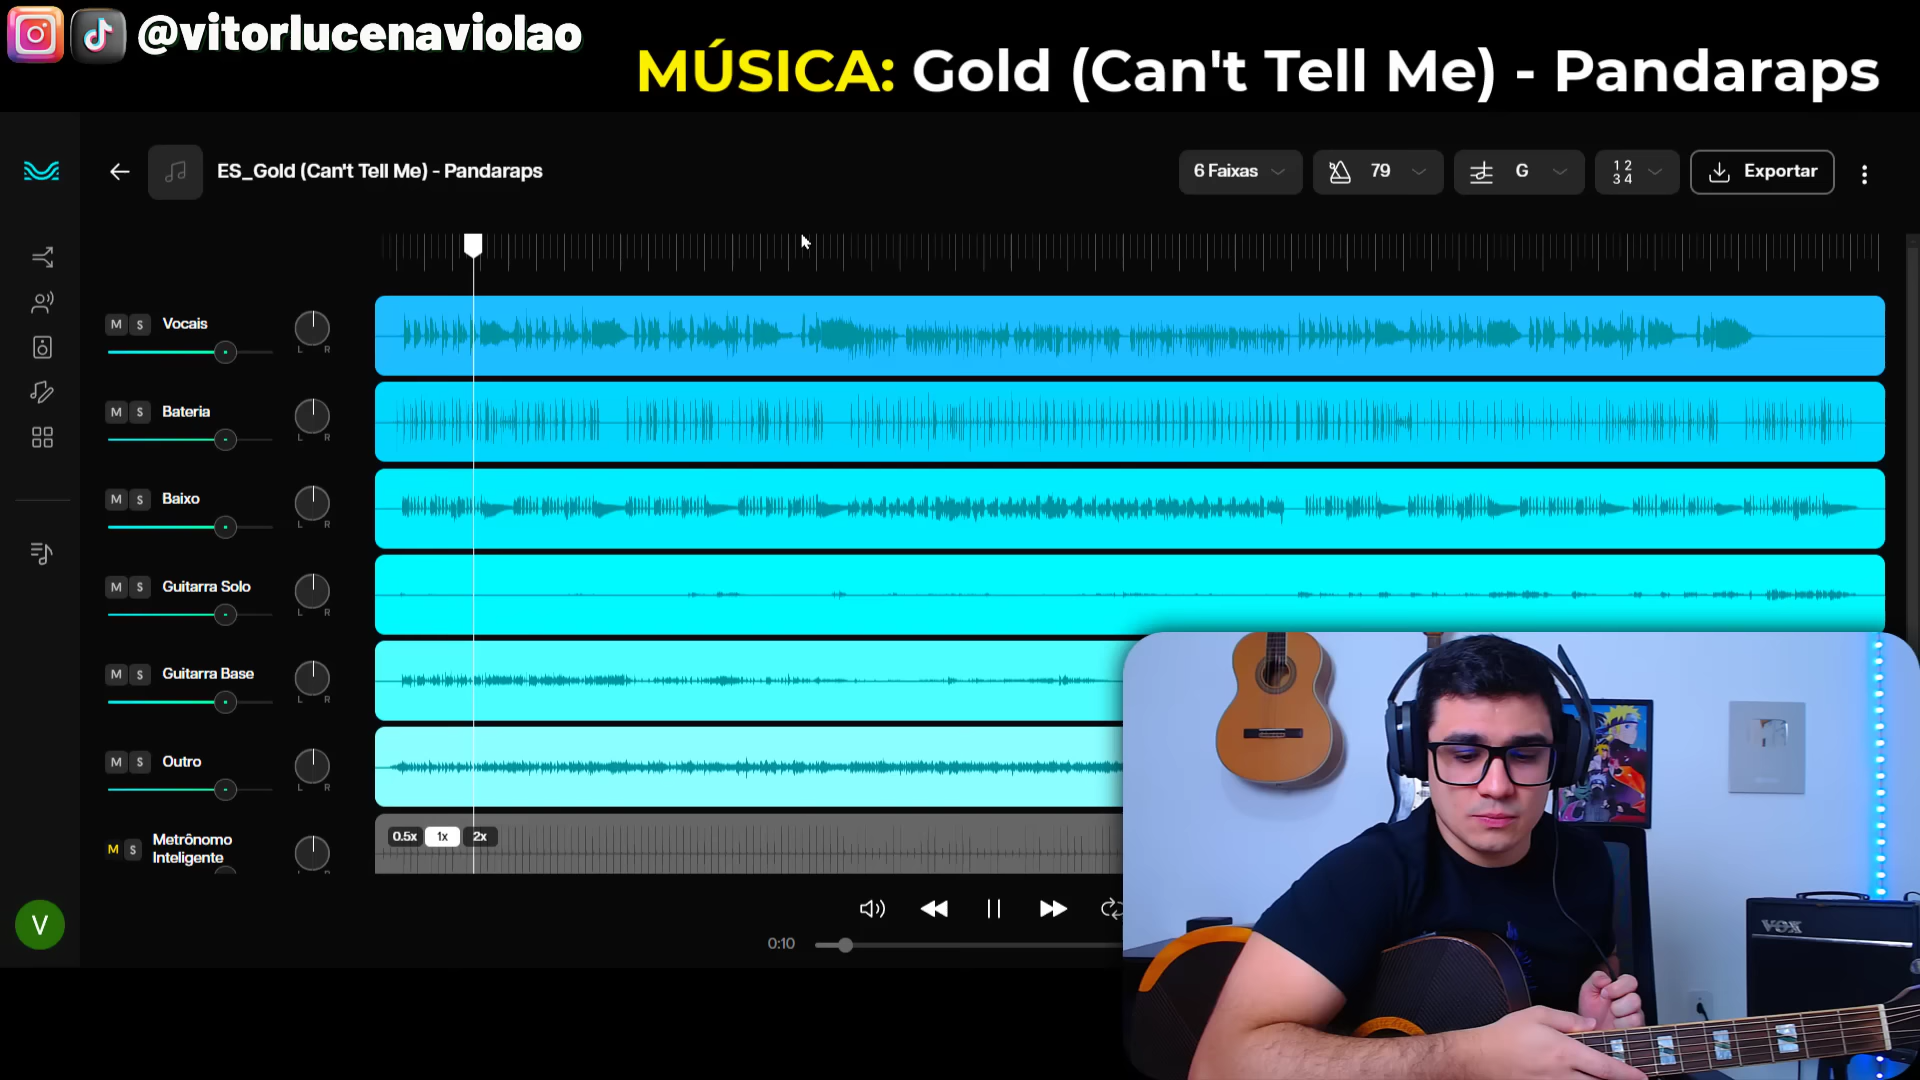 @vitorlucenaviolao
MÚSICA: Gold (Can't Tell Me) - Pandaraps
ES_Gold (Can't Tell Me) - Pandaraps
6 Faixas
79
G
1 2
3 4
Exportar
M S Vocais
L R
M S Bateria
L R
M S Baixo
L R
M S Guitarra Solo
L R
M S Guitarra Base
L R
M S Outro
L R
M S Metrônomo
Inteligente
L R
0.5x 1x 2x
V
0:10
VOX